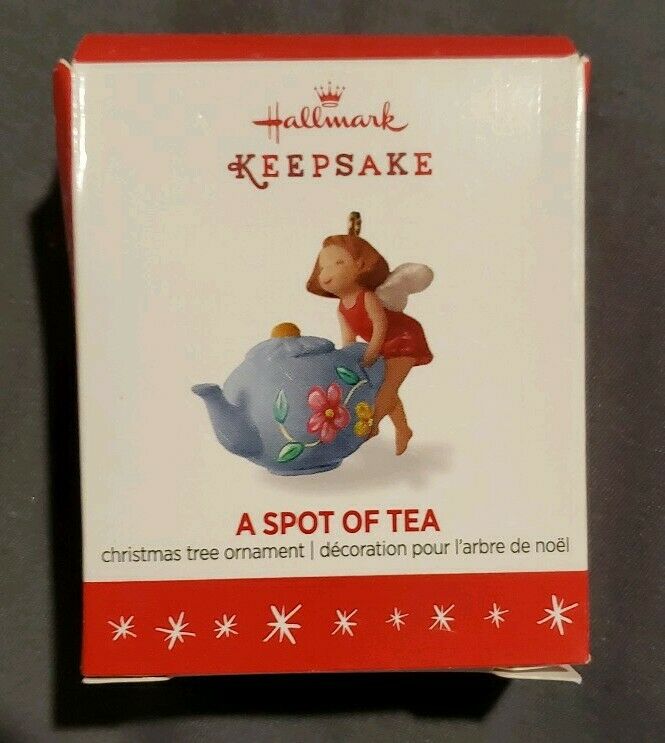 Hallmark
KEEPSAKE
A SPOT OF TEA
christmas tree ornament | décoration pour l'arbre de noël